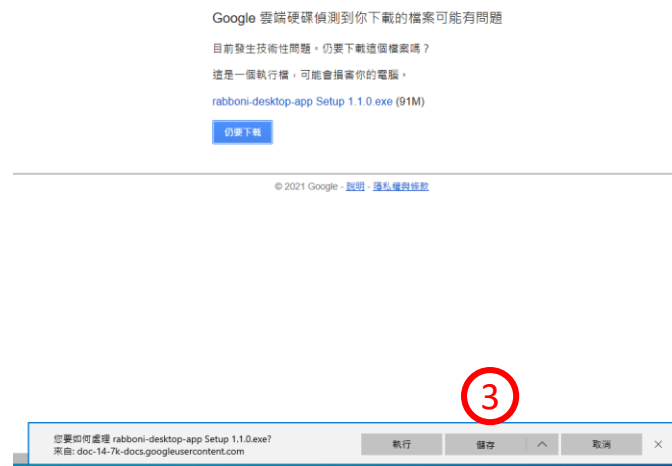 Google 雲端硬碟偵測到你下載的檔案可能有問題
目前發生技術性問題。仍要下載這個檔案嗎？
這是一個執行檔，可能會損害你的電腦。
rabboni-desktop-app Setup 1.1.0.exe (91M)
仍要下載
© 2021 Google - 說明 - 隱私權與條款
3
您要如何處理 rabboni-desktop-app Setup 1.1.0.exe?
來自: doc-14-7k-docs.googleusercontent.com
執行 儲存 取消